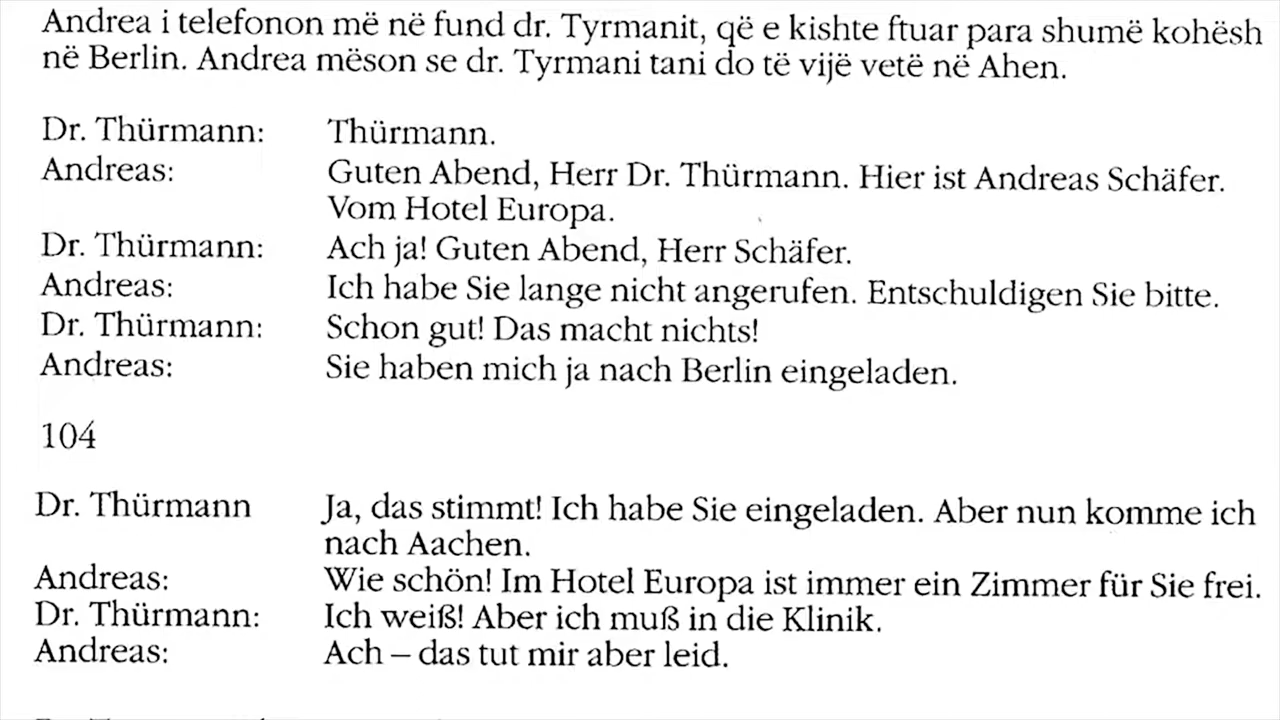 Andrea i telefonon më në fund dr. Tyrmanit, që e kishte ftuar para shumë kohësh
në Berlin. Andrea mëson se dr. Tyrmani tani do të vijë vetë në Ahen.
Dr. Thürmann: Thürmann.
Andreas: Guten Abend, Herr Dr. Thürmann. Hier ist Andreas Schäfer.
Vom Hotel Europa.
Dr. Thürmann: Ach ja! Guten Abend, Herr Schäfer.
Andreas: Ich habe Sie lange nicht angerufen. Entschuldigen Sie bitte.
Dr. Thürmann: Schon gut! Das macht nichts!
Andreas: Sie haben mich ja nach Berlin eingeladen.
104
Dr. Thürmann Ja, das stimmt! Ich habe Sie eingeladen. Aber nun komme ich
nach Aachen.
Andreas: Wie schön! Im Hotel Europa ist immer ein Zimmer für Sie frei.
Dr. Thürmann: Ich weiß! Aber ich muß in die Klinik.
Andreas: Ach – das tut mir aber leid.